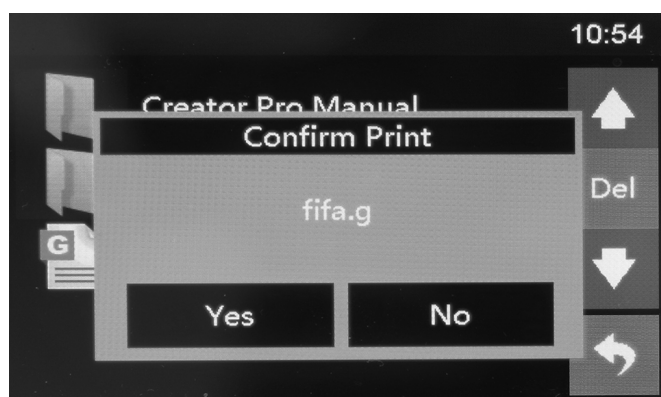 10:54
Creator Pro Manual
Confirm Print
fifa.g
Del
G
Yes
No